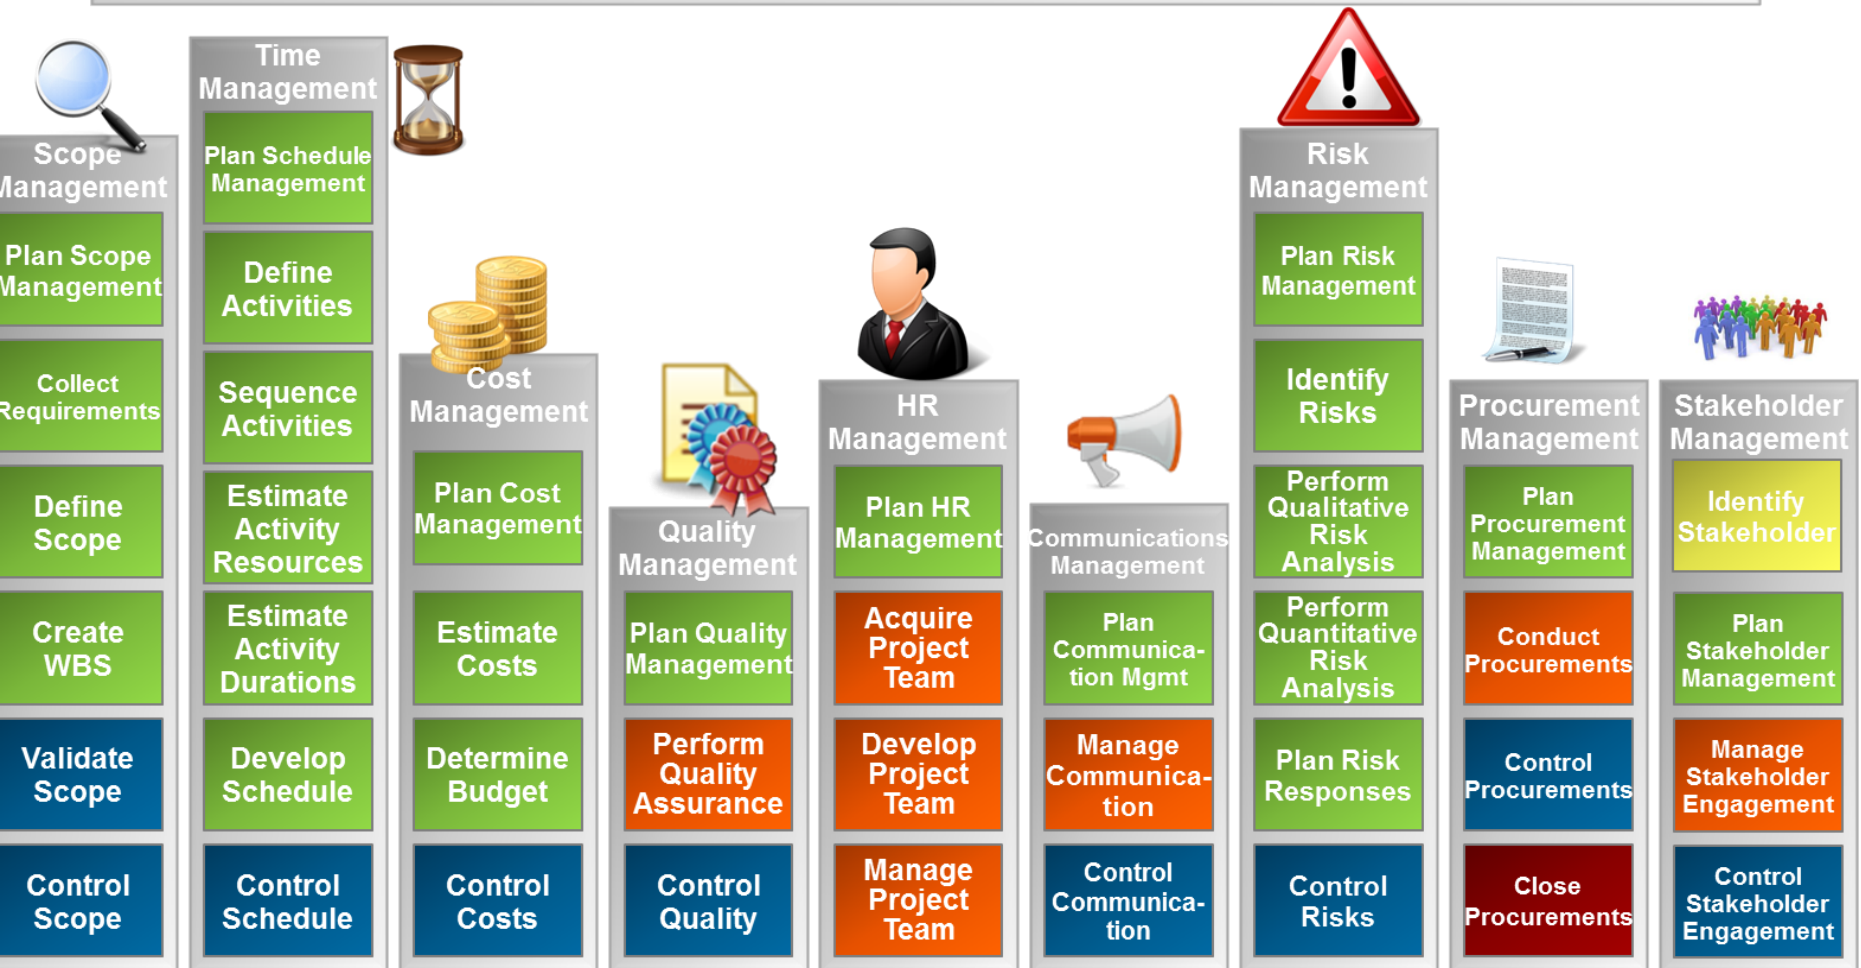 Scope
Management
Plan Scope
Management
Collect
Requirements
Define
Scope
Create
WBS
Validate
Scope
Control
Scope
Time
Management
Plan Schedule
Management
Define
Activities
Sequence
Activities
Estimate
Activity
Resources
Estimate
Activity
Durations
Develop
Schedule
Control
Schedule
Cost
Management
Plan Cost
Management
Estimate
Costs
Determine
Budget
Control
Costs
Quality
Management
Plan Quality
Management
Perform
Quality
Assurance
Control
Quality
HR
Management
Plan HR
Management
Acquire
Project
Team
Develop
Project
Team
Manage
Project
Team
Communications
Management
Plan
Communica-
tion Mgmt
Manage
Communica-
tion
Control
Communica-
tion
Risk
Management
Plan Risk
Management
Identify
Risks
Perform
Qualitative
Risk
Analysis
Perform
Quantitative
Risk
Analysis
Plan Risk
Responses
Control
Risks
Procurement
Management
Plan
Procurement
Management
Conduct
Procurements
Control
Procurements
Close
Procurements
Stakeholder
Management
Identify
Stakeholder
Plan
Stakeholder
Management
Manage
Stakeholder
Engagement
Control
Stakeholder
Engagement